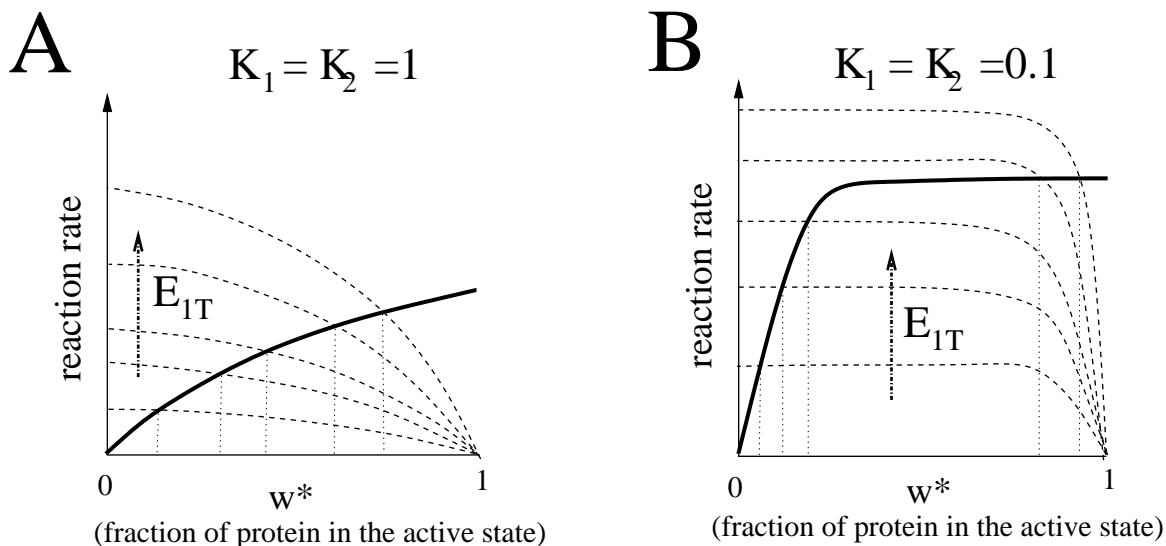 A
K1 = K2 =1
reaction rate
E1T
0
1
w*
(fraction of protein in the active state)
B
K1 = K2 =0.1
reaction rate
E1T
0
1
w*
(fraction of protein in the active state)